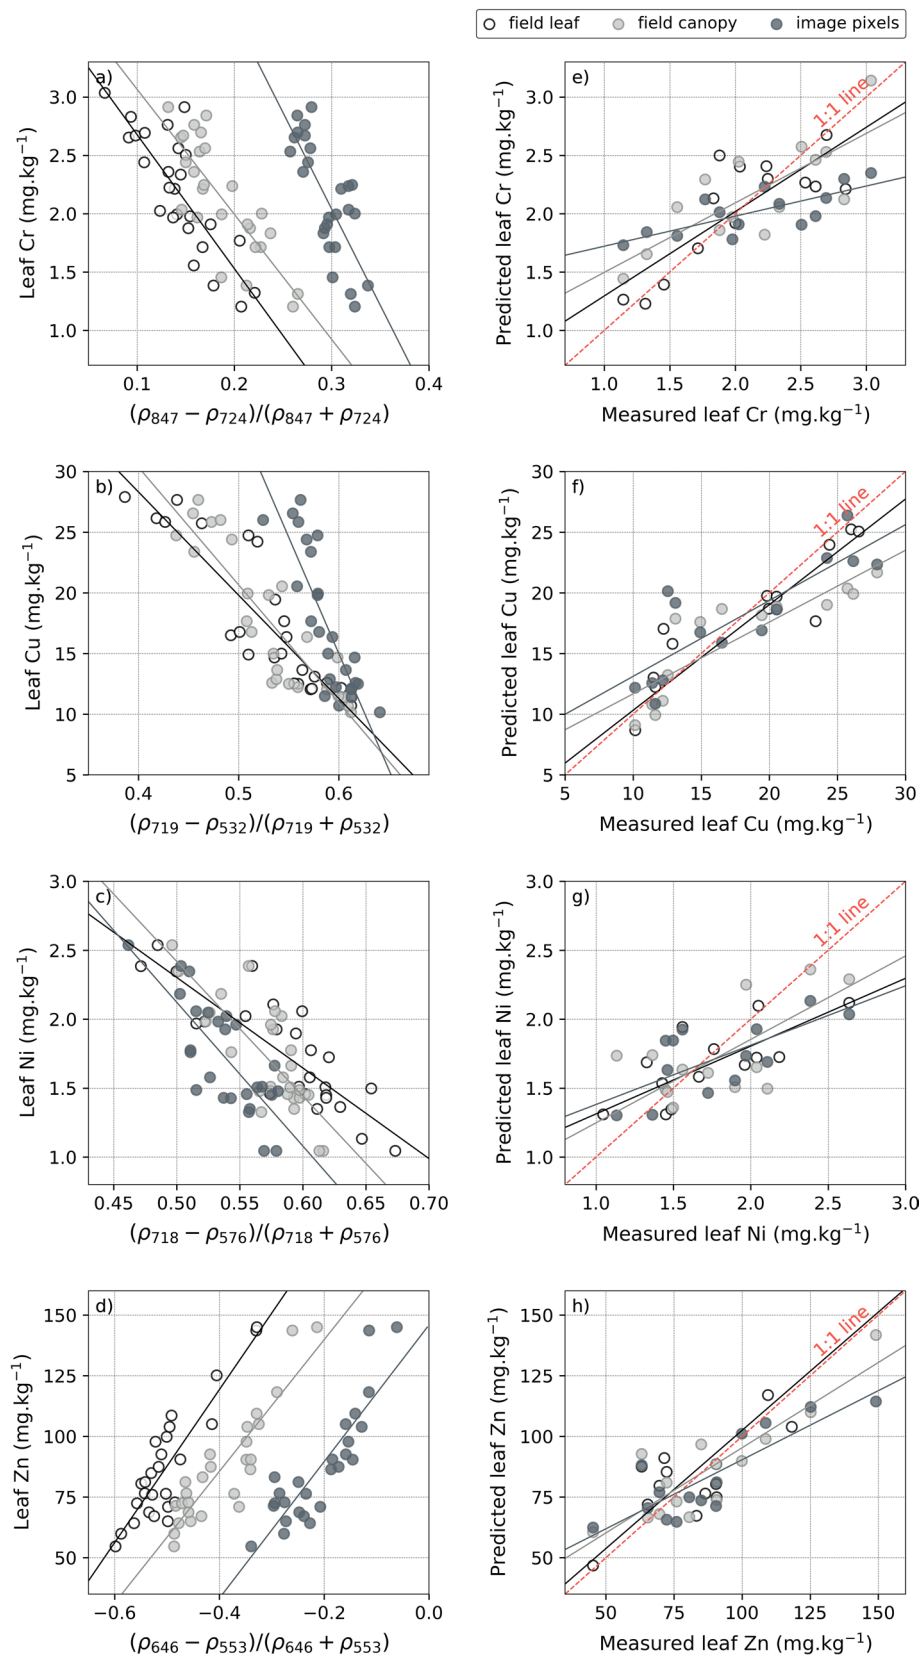 field leaf field canopy image pixels
a)
Leaf Cr (mg.kg⁻¹)
3.0
2.5
2.0
1.5
1.0
0.1 0.2 0.3 0.4
(ρ847 − ρ724)/(ρ847 + ρ724)
e)
1:1 line
Predicted leaf Cr (mg.kg⁻¹)
3.0
2.5
2.0
1.5
1.0
1.0 1.5 2.0 2.5 3.0
Measured leaf Cr (mg.kg⁻¹)
b)
Leaf Cu (mg.kg⁻¹)
30
25
20
15
10
5
0.4 0.5 0.6
(ρ719 − ρ532)/(ρ719 + ρ532)
f)
1:1 line
Predicted leaf Cu (mg.kg⁻¹)
30
25
20
15
10
5
5 10 15 20 25 30
Measured leaf Cu (mg.kg⁻¹)
c)
Leaf Ni (mg.kg⁻¹)
3.0
2.5
2.0
1.5
1.0
0.45 0.50 0.55 0.60 0.65 0.70
(ρ718 − ρ576)/(ρ718 + ρ576)
g)
1:1 line
Predicted leaf Ni (mg.kg⁻¹)
3.0
2.5
2.0
1.5
1.0
1.0 1.5 2.0 2.5 3.0
Measured leaf Ni (mg.kg⁻¹)
d)
Leaf Zn (mg.kg⁻¹)
150
125
100
75
50
−0.6 −0.4 −0.2 0.0
(ρ646 − ρ553)/(ρ646 + ρ553)
h)
1:1 line
Predicted leaf Zn (mg.kg⁻¹)
150
125
100
75
50
50 75 100 125 150
Measured leaf Zn (mg.kg⁻¹)